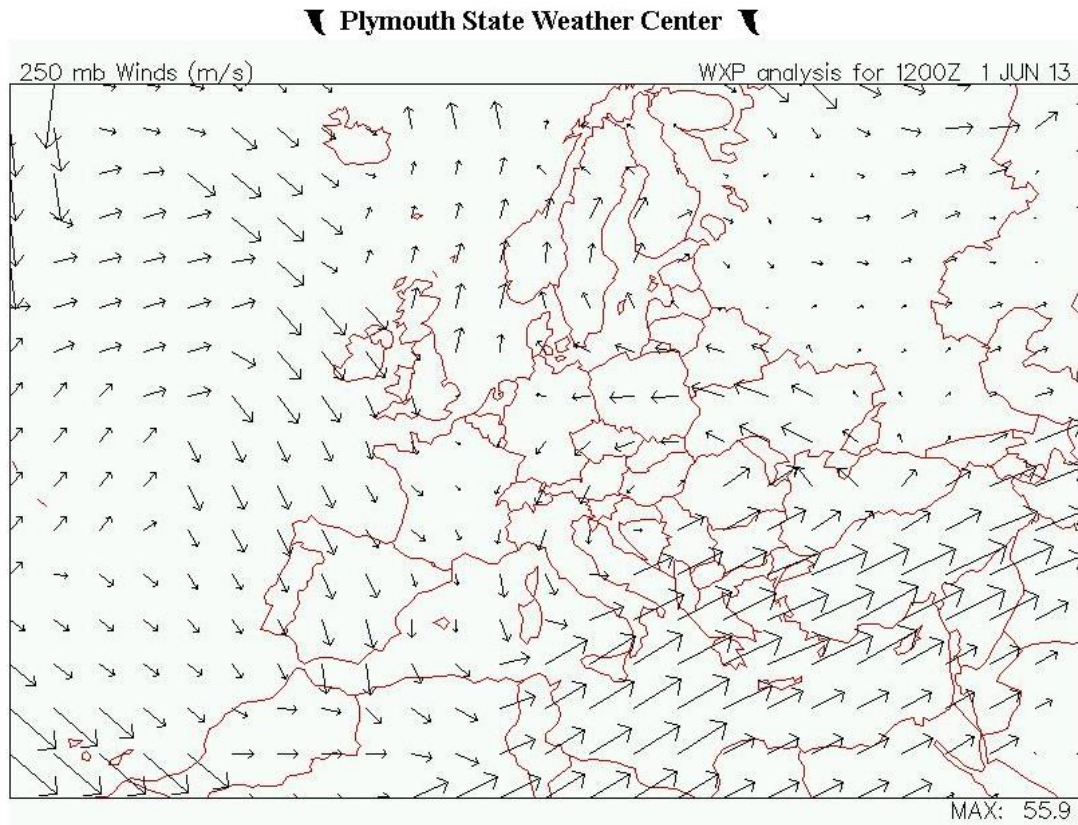 Plymouth State Weather Center
250 mb Winds (m/s) WXP analysis for 1200Z 1 JUN 13
MAX: 55.9